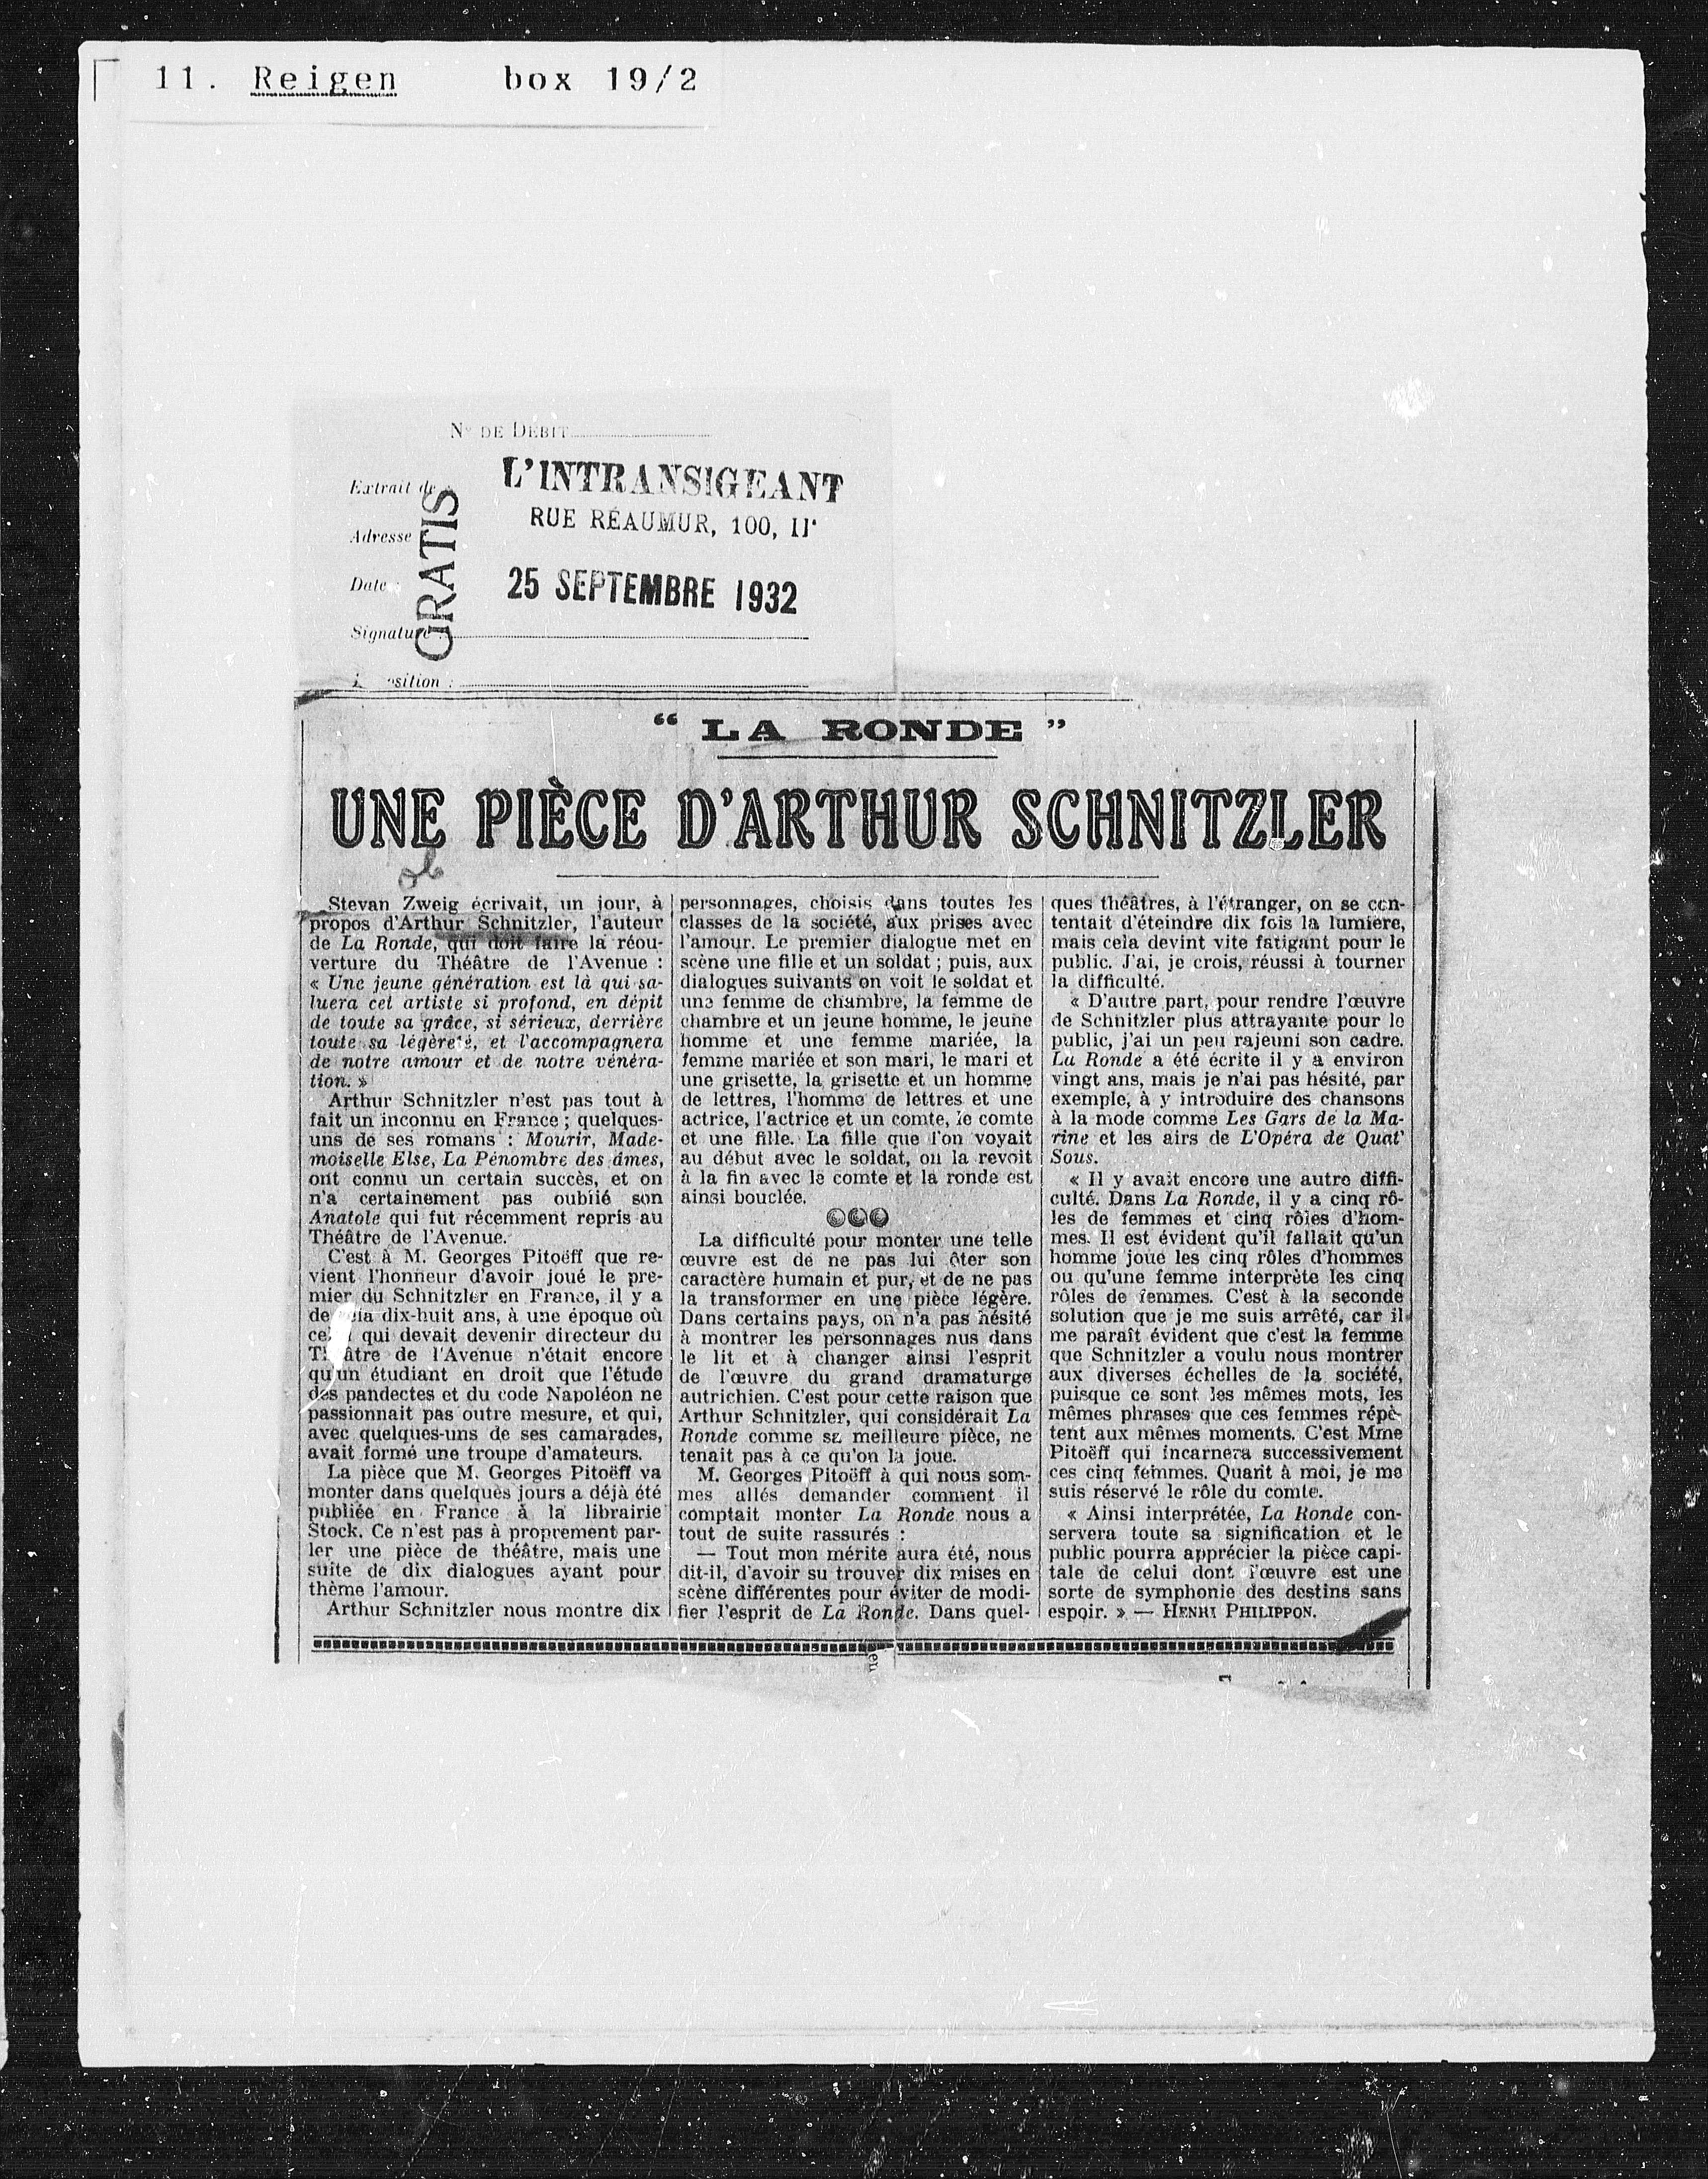 11. Reigen box 19/2
N° DE DÉBIT
Extrait de
L'INTRANSIGEANT
Adresse
RUE RÉAUMUR, 100, II
Date
25 SEPTEMBRE 1932
Signature
GRATIS
sition :
“ LA RONDE ”
UNE PIÈCE D'ARTHUR SCHNITZLER
Stevan Zweig écrivait, un jour, à
propos d'Arthur Schnitzler, l'auteur
de La Ronde, qui doit faire la réou-
verture du Théâtre de l'Avenue :
« Une jeune génération est là qui sa-
luera cet artiste si profond, en dépit
de toute sa grâce, si sérieux, derrière
toute sa légèreté, et l'accompagnera
de notre amour et de notre vénéra-
tion. »
Arthur Schnitzler n'est pas tout à
fait un inconnu en France ; quelques-
uns de ses romans : Mourir, Made-
moiselle Else, La Pénombre des âmes,
ont connu un certain succès, et on
n'a certainement pas oublié son
Anatole qui fut récemment repris au
Théâtre de l'Avenue.
C'est à M. Georges Pitoëff que re-
vient l'honneur d'avoir joué le pre-
mier du Schnitzler en France, il y a
de cela dix-huit ans, à une époque où
celui qui devait devenir directeur du
Théâtre de l'Avenue n'était encore
qu'un étudiant en droit que l'étude
des pandectes et du code Napoléon ne
passionnait pas outre mesure, et qui,
avec quelques-uns de ses camarades,
avait formé une troupe d'amateurs.
La pièce que M. Georges Pitoëff va
monter dans quelques jours a déjà été
publiée en France à la librairie
Stock. Ce n'est pas à proprement par-
ler une pièce de théâtre, mais une
suite de dix dialogues ayant pour
thème l'amour.
Arthur Schnitzler nous montre dix
personnages, choisis dans toutes les
classes de la société, aux prises avec
l'amour. Le premier dialogue met en
scène une fille et un soldat ; puis, aux
dialogues suivants on voit le soldat et
une femme de chambre, la femme de
chambre et un jeune homme, le jeune
homme et une femme mariée, la
femme mariée et son mari, le mari et
une grisette, la grisette et un homme
de lettres, l'homme de lettres et une
actrice, l'actrice et un comte, le comte
et une fille. La fille que l'on voyait
au début avec le soldat, on la revoit
à la fin avec le comte et la ronde est
ainsi bouclée.
La difficulté pour monter une telle
œuvre est de ne pas lui ôter son
caractère humain et pur, et de ne pas
la transformer en une pièce légère.
Dans certains pays, on n'a pas hésité
à montrer les personnages nus dans
le lit et à changer ainsi l'esprit
de l'œuvre du grand dramaturge
autrichien. C'est pour cette raison que
Arthur Schnitzler, qui considérait La
Ronde comme sa meilleure pièce, ne
tenait pas à ce qu'on la joue.
M. Georges Pitoëff à qui nous som-
mes allés demander comment il
comptait monter La Ronde nous a
tout de suite rassurés :
— Tout mon mérite aura été, nous
dit-il, d'avoir su trouver dix mises en
scène différentes pour éviter de modi-
fier l'esprit de La Ronde. Dans quel-
ques théâtres, à l'étranger, on se con-
tentait d'éteindre dix fois la lumière,
mais cela devint vite fatigant pour le
public. J'ai, je crois, réussi à tourner
la difficulté.
« D'autre part, pour rendre l'œuvre
de Schnitzler plus attrayante pour le
public, j'ai un peu rajeuni son cadre.
La Ronde a été écrite il y a environ
vingt ans, mais je n'ai pas hésité, par
exemple, à y introduire des chansons
à la mode comme Les Gars de la Ma-
rine et les airs de L'Opéra de Quat'
Sous.
« Il y avait encore une autre diffi-
culté. Dans La Ronde, il y a cinq rô-
les de femmes et cinq rôles d'hom-
mes. Il est évident qu'il fallait qu'un
homme joue les cinq rôles d'hommes
ou qu'une femme interprète les cinq
rôles de femmes. C'est à la seconde
solution que je me suis arrêté, car il
me paraît évident que c'est la femme
que Schnitzler a voulu nous montrer
aux diverses échelles de la société,
puisque ce sont les mêmes mots, les
mêmes phrases que ces femmes répè-
tent aux mêmes moments. C'est Mme
Pitoëff qui incarnera successivement
ces cinq femmes. Quant à moi, je me
suis réservé le rôle du comte.
« Ainsi interprétée, La Ronde con-
servera toute sa signification et le
public pourra apprécier la pièce capi-
tale de celui dont l'œuvre est une
sorte de symphonie des destins sans
espoir. » — HENRI PHILIPPON.